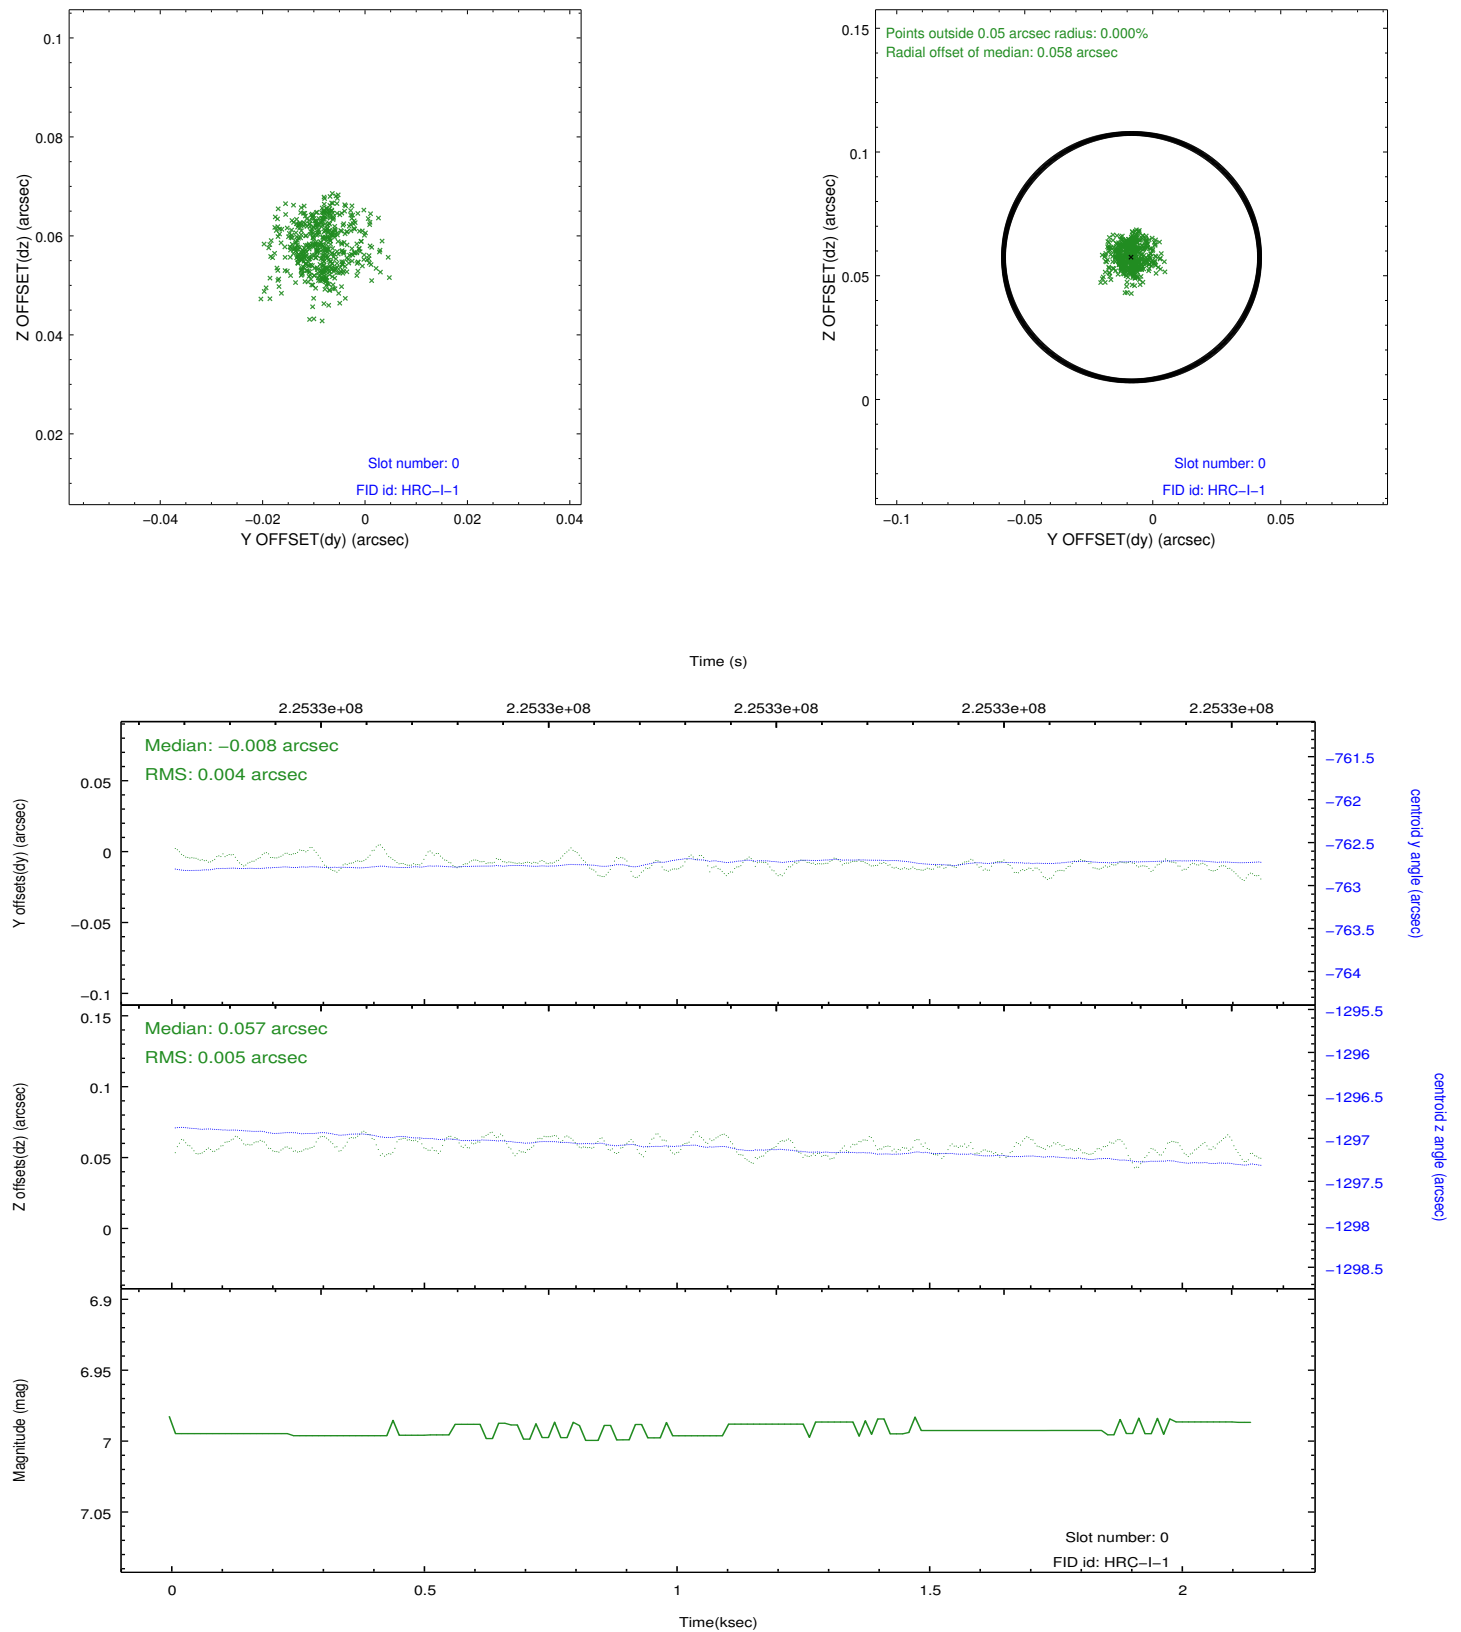 0.1
0.08
0.06
0.04
0.02
Z OFFSET(dz) (arcsec)
Slot number: 0
FID id: HRC−I−1
−0.04 −0.02 0 0.02 0.04
Y OFFSET(dy) (arcsec)
Points outside 0.05 arcsec radius: 0.000%
Radial offset of median: 0.058 arcsec
0.15
0.1
0.05
0
Z OFFSET(dz) (arcsec)
Slot number: 0
FID id: HRC−I−1
−0.1 −0.05 0 0.05
Y OFFSET(dy) (arcsec)
Time (s)
2.2533e+08 2.2533e+08 2.2533e+08 2.2533e+08 2.2533e+08
Median: −0.008 arcsec
RMS: 0.004 arcsec
0.05
0
−0.05
−0.1
Y offsets(dy) (arcsec)
−761.5
−762
−762.5
−763
−763.5
−764
centroid y angle (arcsec)
Median: 0.057 arcsec
RMS: 0.005 arcsec
0.15
0.1
0.05
0
Z offsets(dz) (arcsec)
−1295.5
−1296
−1296.5
−1297
−1297.5
−1298
−1298.5
centroid z angle (arcsec)
6.9
6.95
7
7.05
Magnitude (mag)
Slot number: 0
FID id: HRC−I−1
0 0.5 1 1.5 2
Time(ksec)